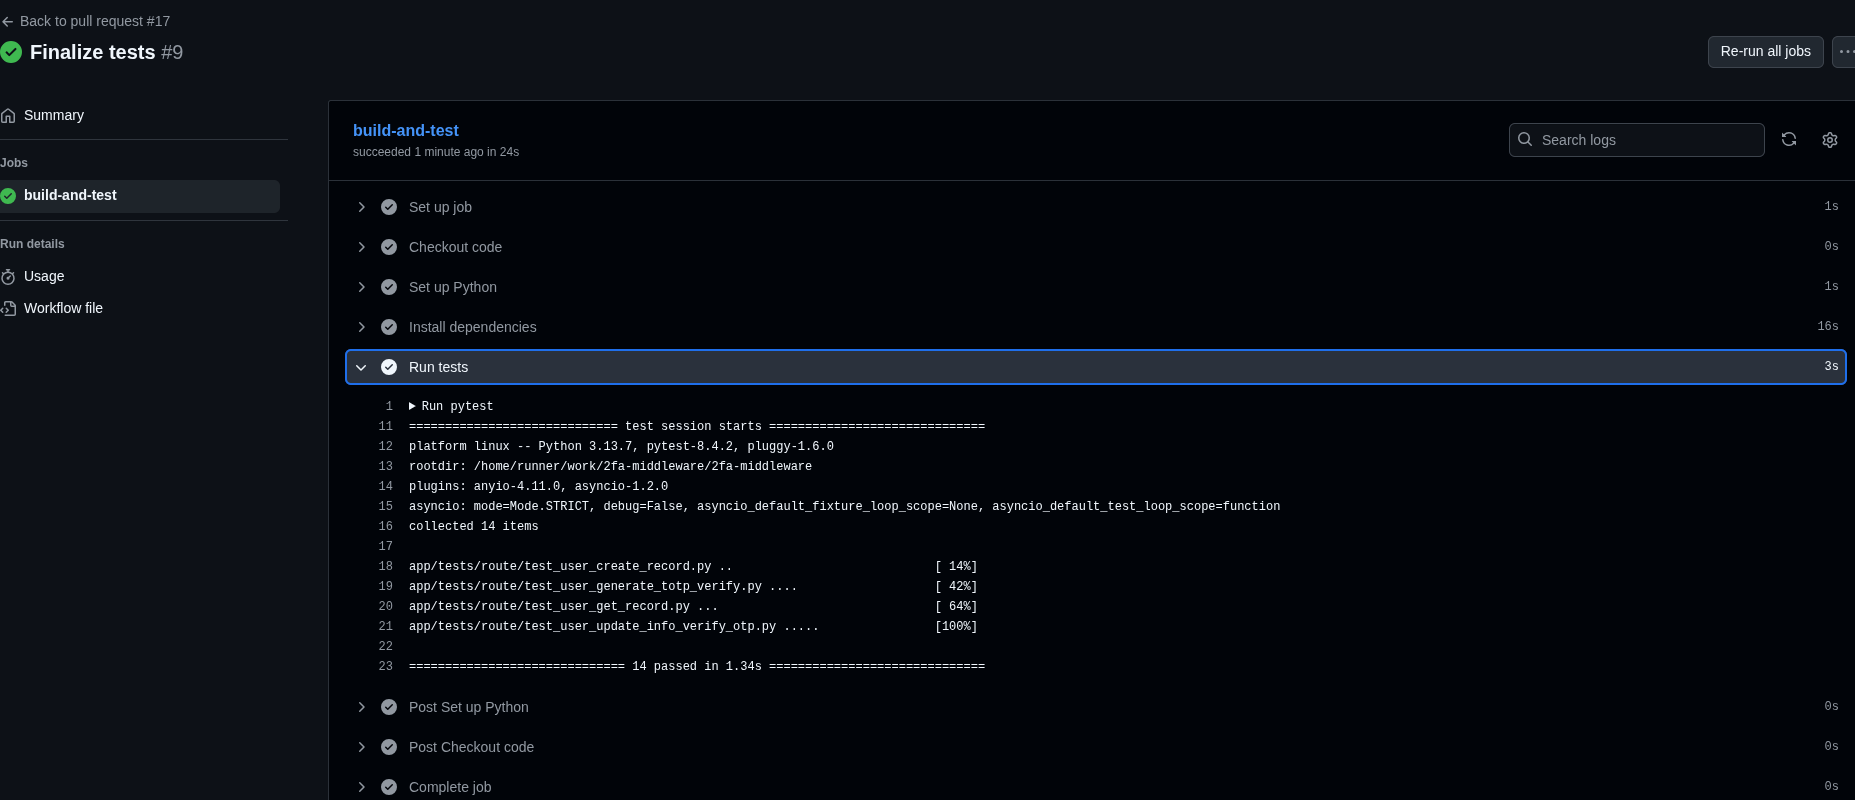 Back to pull request #17
Finalize tests #9
Re-run all jobs
Summary
Jobs
build-and-test
Run details
Usage
Workflow file
build-and-test
succeeded 1 minute ago in 24s
Search logs
Set up job 1s
Checkout code 0s
Set up Python 1s
Install dependencies 16s
Run tests 3s
1 Run pytest
11 ============================= test session starts ==============================
12 platform linux -- Python 3.13.7, pytest-8.4.2, pluggy-1.6.0
13 rootdir: /home/runner/work/2fa-middleware/2fa-middleware
14 plugins: anyio-4.11.0, asyncio-1.2.0
15 asyncio: mode=Mode.STRICT, debug=False, asyncio_default_fixture_loop_scope=None, asyncio_default_test_loop_scope=function
16 collected 14 items
17
18 app/tests/route/test_user_create_record.py .. [ 14%]
19 app/tests/route/test_user_generate_totp_verify.py .... [ 42%]
20 app/tests/route/test_user_get_record.py ... [ 64%]
21 app/tests/route/test_user_update_info_verify_otp.py ..... [100%]
22
23 ============================== 14 passed in 1.34s ==============================
Post Set up Python 0s
Post Checkout code 0s
Complete job 0s